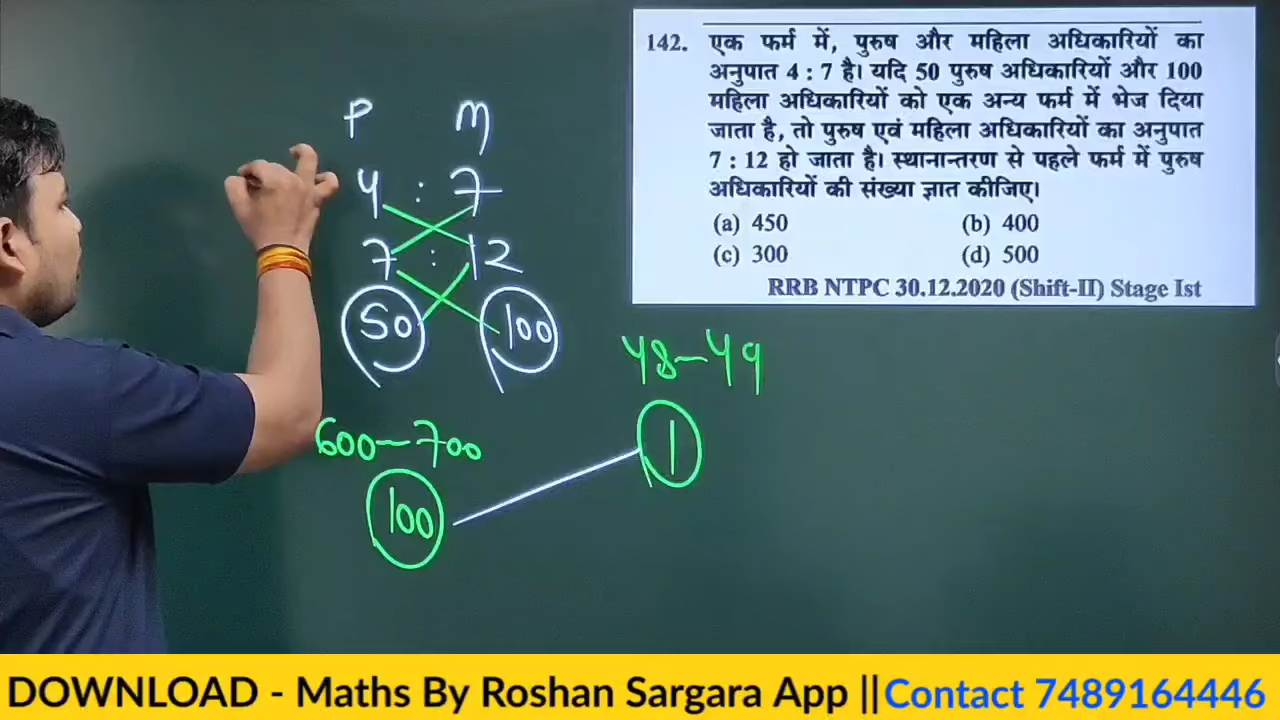 142. एक फर्म में, पुरुष और महिला अधिकारियों का
अनुपात 4 : 7 है। यदि 50 पुरुष अधिकारियों और 100
महिला अधिकारियों को एक अन्य फर्म में भेज दिया
जाता है, तो पुरुष एवं महिला अधिकारियों का अनुपात
7 : 12 हो जाता है। स्थानान्तरण से पहले फर्म में पुरुष
अधिकारियों की संख्या ज्ञात कीजिए।
(a) 450 (b) 400
(c) 300 (d) 500
RRB NTPC 30.12.2020 (Shift-II) Stage Ist
P M
4 : 7
7 : 12
50 100
48-49
1
600-700
100
DOWNLOAD - Maths By Roshan Sargara App || Contact 7489164446